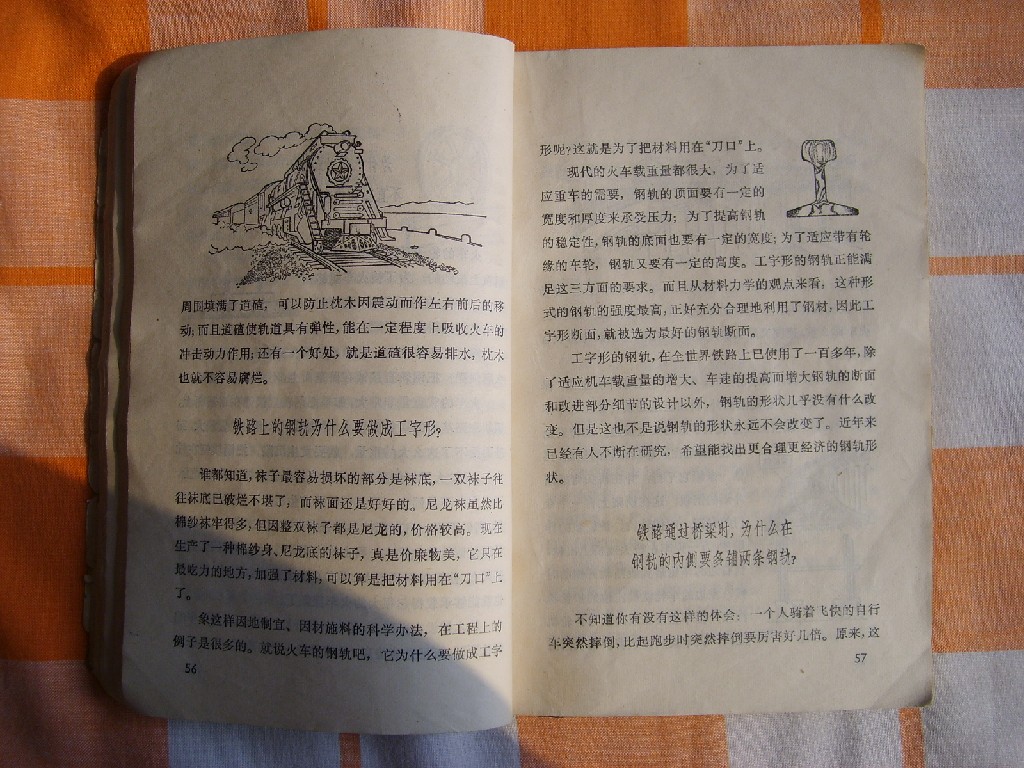 周围填满了道碴，可以防止枕木因震动而作左右前后的移
动；而且道碴使轨道具有弹性，能在一定程度上吸收火车的
冲击动力作用；还有一个好处，就是道碴很容易排水，枕木
也就不容易腐烂。
铁路上的钢轨为什么要做成工字形？
谁都知道，袜子最容易损坏的部分是袜底，一双袜子往
往袜底已破烂不堪了，而袜面还是好好的。尼龙袜虽然比
棉纱袜牢得多，但因整双袜子都是尼龙的，价格较高。现在
生产了一种棉纱身、尼龙底的袜子，真是价廉物美，它只在
最吃力的地方，加强了材料，可以算是把材料用在“刀口”上
了。
象这样因地制宜、因材施料的科学办法，在工程上的
例子是很多的。就说火车的钢轨吧，它为什么要做成工字
56
形呢？这就是为了把材料用在“刀口”上。
现代的火车载重量都很大，为了适
应重车的需要，钢轨的顶面要有一定的
宽度和厚度来承受压力；为了提高钢轨
的稳定性，钢轨的底面也要有一定的宽度；为了适应带有轮
缘的车轮，钢轨又要有一定的高度。工字形的钢轨正能满
足这三方面的要求。而且从材料力学的观点来看，这种形
式的钢轨的强度最高，正好充分合理地利用了钢材，因此工
字形断面，就被选为最好的钢轨断面。
工字形的钢轨，在全世界铁路上已使用了一百多年，除
了适应机车载重量的增大、车速的提高而增大钢轨的断面
和改进部分细节的设计以外，钢轨的形状几乎没有什么改
变。但是这也不是说钢轨的形状永远不会改变了。近年来
已经有人不断在研究，希望能找出更合理更经济的钢轨形
状。
铁路通过桥梁时，为什么在
钢轨的内侧要多铺两条钢轨？
不知道你有没有这样的体会：一个人骑着飞快的自行
车突然摔倒，比起跑步时突然摔倒要厉害好几倍。原来，这
57